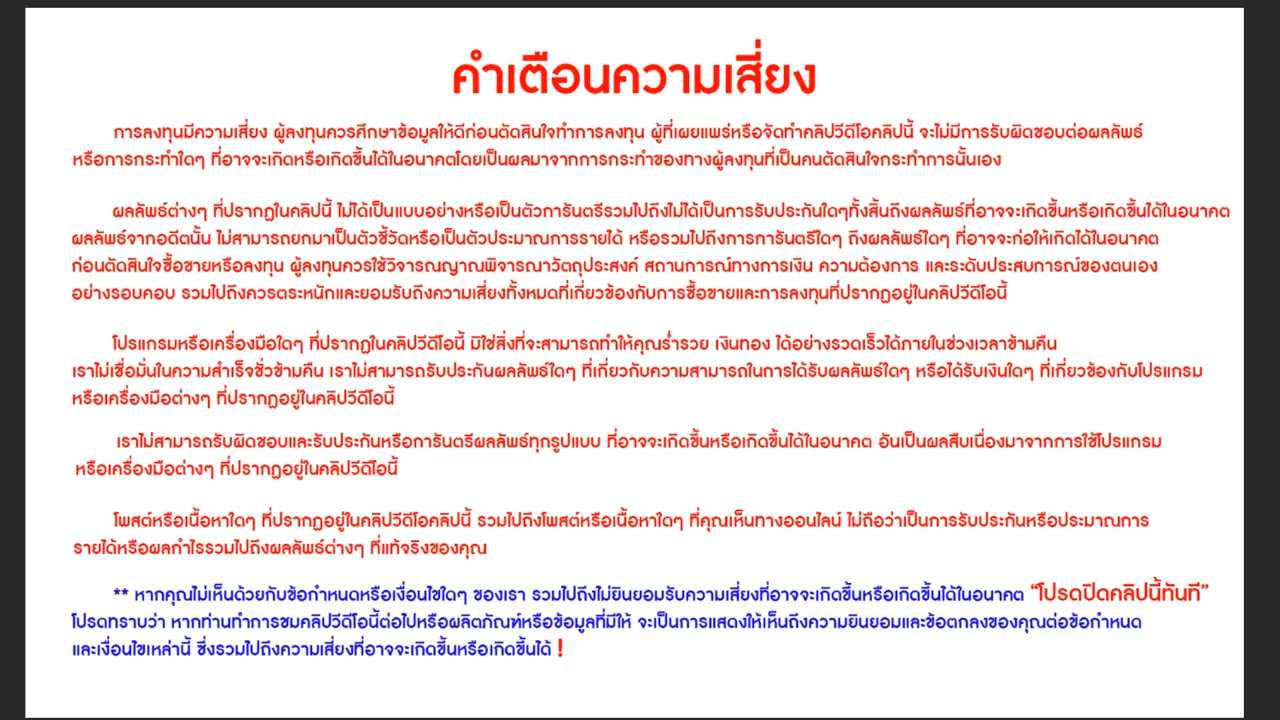 คำเตือนความเสี่ยง
การลงทุนมีความเสี่ยง ผู้ลงทุนควรศึกษาข้อมูลให้ดีก่อนตัดสินใจทำการลงทุน ผู้ที่เผยแพร่หรือจัดทำคลิปวีดีโอคลิปนี้ จะไม่มีการรับผิดชอบต่อผลลัพธ์
หรือการกระทำใดๆ ที่อาจจะเกิดหรือเกิดขึ้นได้ในอนาคตโดยเป็นผลมาจากการกระทำของทางผู้ลงทุนที่เป็นคนตัดสินใจกระทำการนั้นเอง
ผลลัพธ์ต่างๆ ที่ปรากฏในคลิปนี้ ไม่ได้เป็นแบบอย่างหรือเป็นตัวการันตรีรวมไปถึงไม่ได้เป็นการรับประกันใดๆทั้งสิ้นถึงผลลัพธ์ที่อาจจะเกิดขึ้นหรือเกิดขึ้นได้ในอนาคต
ผลลัพธ์จากอดีตนั้น ไม่สามารถยกมาเป็นตัวชี้วัดหรือเป็นตัวประมาณการรายได้ หรือรวมไปถึงการการันตรีใดๆ ถึงผลลัพธ์ใดๆ ที่อาจจะก่อให้เกิดได้ในอนาคต
ก่อนตัดสินใจซื้อขายหรือลงทุน ผู้ลงทุนควรใช้วิจารณญาณพิจารณาวัตถุประสงค์ สถานการณ์ทางการเงิน ความต้องการ และระดับประสบการณ์ของตนเอง
อย่างรอบคอบ รวมไปถึงควรตระหนักและยอมรับถึงความเสี่ยงทั้งหมดที่เกี่ยวข้องกับการซื้อขายและการลงทุนที่ปรากฏอยู่ในคลิปวีดีโอนี้
โปรแกรมหรือเครื่องมือใดๆ ที่ปรากฏในคลิปวีดีโอนี้ มิใช่สิ่งที่จะสามารถทำให้คุณร่ำรวย เงินทอง ได้อย่างรวดเร็วได้ภายในช่วงเวลาข้ามคืน
เราไม่เชื่อมั่นในความสำเร็จชั่วข้ามคืน เราไม่สามารถรับประกันผลลัพธ์ใดๆ ที่เกี่ยวกับความสามารถในการได้รับผลลัพธ์ใดๆ หรือได้รับเงินใดๆ ที่เกี่ยวข้องกับโปรแกรม
หรือเครื่องมือต่างๆ ที่ปรากฏอยู่ในคลิปวีดีโอนี้
เราไม่สามารถรับผิดชอบและรับประกันหรือการันตรีผลลัพธ์ทุกรูปแบบ ที่อาจจะเกิดขึ้นหรือเกิดขึ้นได้ในอนาคต อันเป็นผลสืบเนื่องมาจากการใช้โปรแกรม
หรือเครื่องมือต่างๆ ที่ปรากฏอยู่ในคลิปวีดีโอนี้
โพสต์หรือเนื้อหาใดๆ ที่ปรากฏอยู่ในคลิปวีดีโอคลิปนี้ รวมไปถึงโพสต์หรือเนื้อหาใดๆ ที่คุณเห็นทางออนไลน์ ไม่ถือว่าเป็นการรับประกันหรือประมาณการ
รายได้หรือผลกำไรรวมไปถึงผลลัพธ์ต่างๆ ที่แท้จริงของคุณ
** หากคุณไม่เห็นด้วยกับข้อกำหนดหรือเงื่อนไขใดๆ ของเรา รวมไปถึงไม่ยินยอมรับความเสี่ยงที่อาจจะเกิดขึ้นหรือเกิดขึ้นได้ในอนาคต “โปรดปิดคลิปนี้ทันที”
โปรดทราบว่า หากท่านทำการชมคลิปวีดีโอนี้ต่อไปหรือผลิตภัณฑ์หรือข้อมูลที่มีให้ จะเป็นการแสดงให้เห็นถึงความยินยอมและข้อตกลงของคุณต่อข้อกำหนด
และเงื่อนไขเหล่านี้ ซึ่งรวมไปถึงความเสี่ยงที่อาจจะเกิดขึ้นหรือเกิดขึ้นได้ !